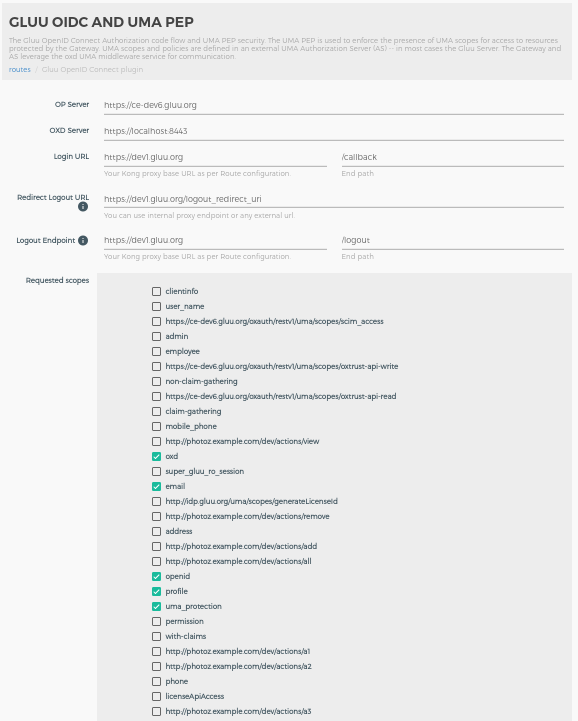 GLUU OIDC AND UMA PEP
The Gluu OpenID Connect Authorization code flow and UMA PEP security. The UMA PEP is used to enforce the presence of UMA scopes for access to resources
protected by the Gateway. UMA scopes and policies are defined in an external UMA Authorization Server (AS) -- in most cases the Gluu Server. The Gateway and
AS leverage the oxd UMA middleware service for communication.
routes / Gluu OpenID Connect plugin
OP Server https://ce-dev6.gluu.org
OXD Server https://localhost:8443
Login URL https://dev1.gluu.org /callback
Your Kong proxy base URL as per Route configuration. End path
Redirect Logout URL https://dev1.gluu.org/logout_redirect_uri
You can use internal proxy endpoint or any external url.
Logout Endpoint https://dev1.gluu.org /logout
Your Kong proxy base URL as per Route configuration. End path
Requested scopes
clientinfo
user_name
https://ce-dev6.gluu.org/oxauth/restv1/uma/scopes/scim_access
admin
employee
https://ce-dev6.gluu.org/oxauth/restv1/uma/scopes/oxtrust-api-write
non-claim-gathering
https://ce-dev6.gluu.org/oxauth/restv1/uma/scopes/oxtrust-api-read
claim-gathering
mobile_phone
http://photoz.example.com/dev/actions/view
oxd
super_gluu_ro_session
email
http://idp.gluu.org/uma/scopes/generateLicenseId
http://photoz.example.com/dev/actions/remove
address
http://photoz.example.com/dev/actions/add
http://photoz.example.com/dev/actions/all
openid
profile
uma_protection
permission
with-claims
http://photoz.example.com/dev/actions/a1
http://photoz.example.com/dev/actions/a2
phone
licenseApiAccess
http://photoz.example.com/dev/actions/a3